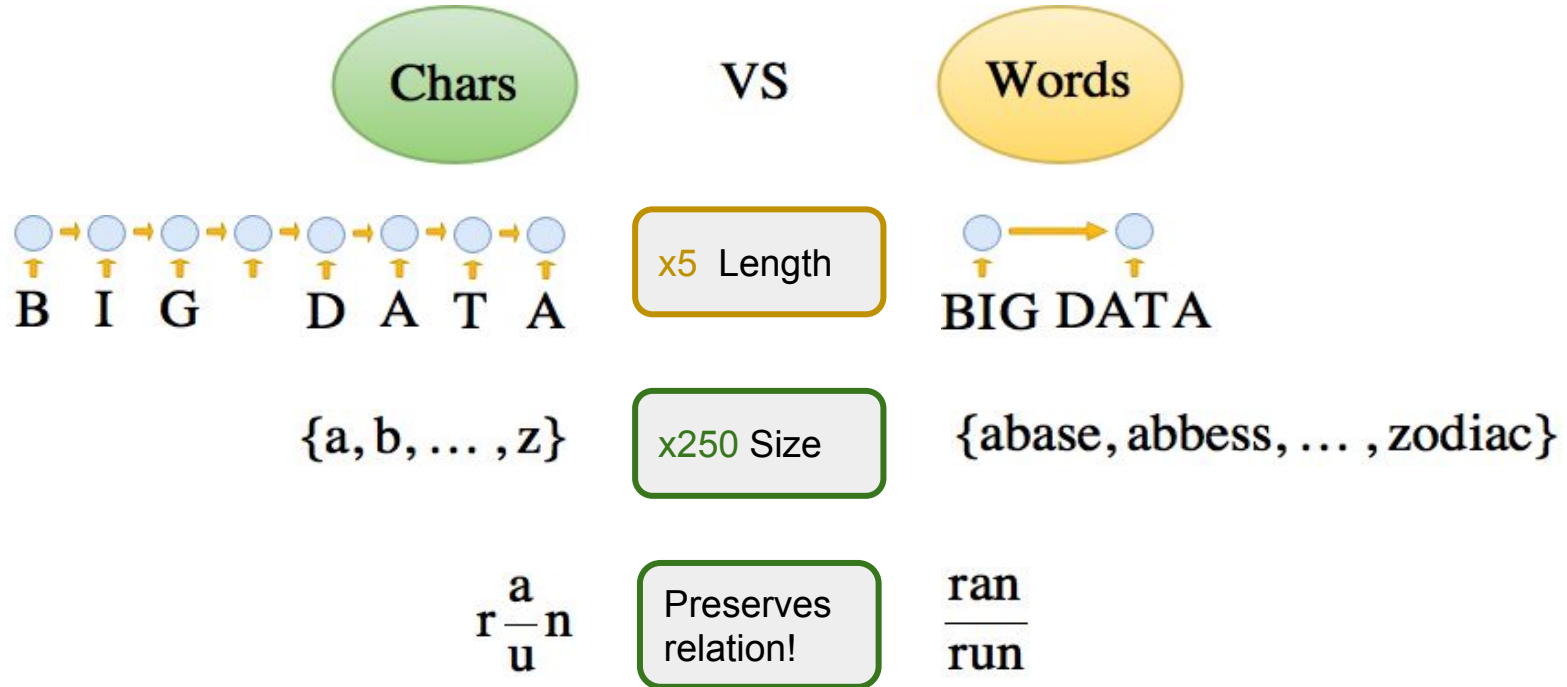 Chars VS Words
B I G D A T A
x5 Length
BIG DATA
{a, b, ... , z}
x250 Size
{abase, abbess, ... , zodiac}
a
r n
u
Preserves
relation!
ran
run